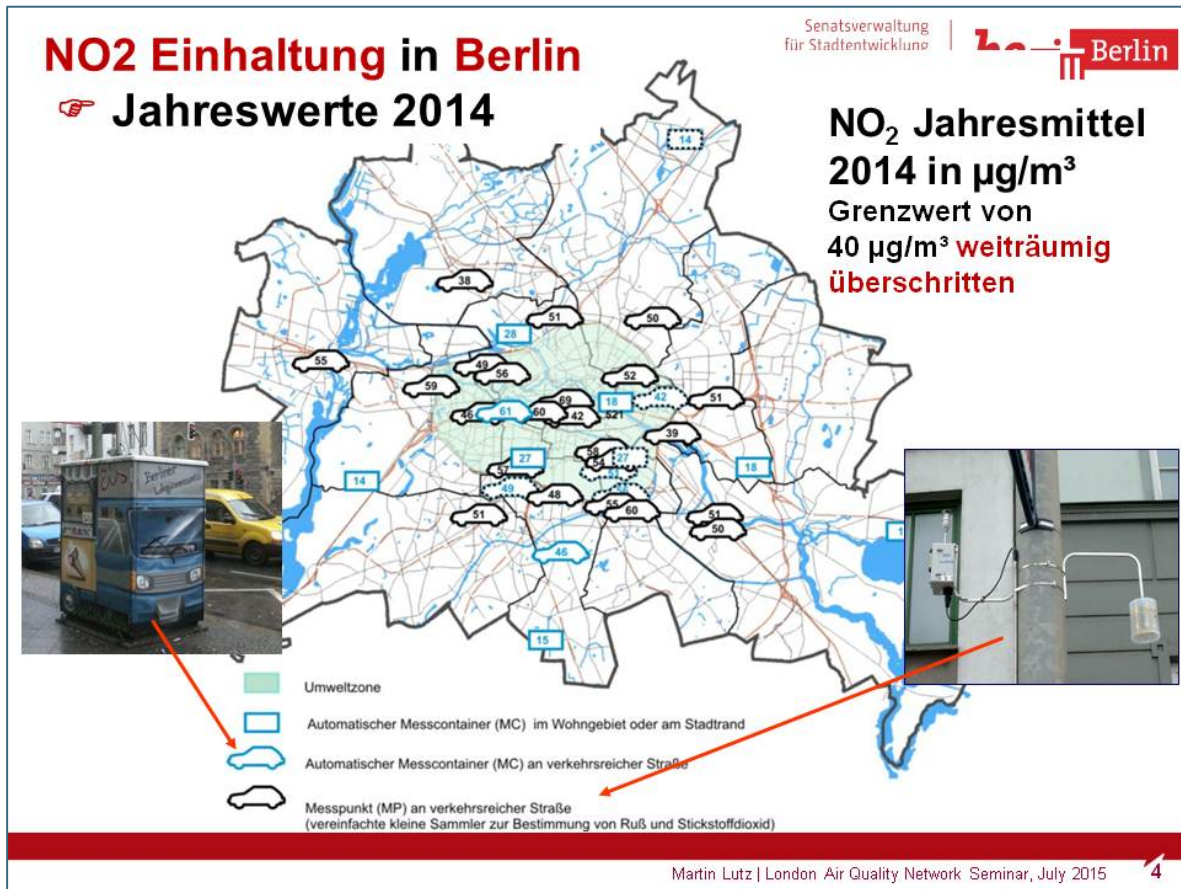 NO2 Einhaltung in Berlin
☞ Jahreswerte 2014
Senatsverwaltung
für Stadtentwicklung
Berlin
NO₂ Jahresmittel
2014 in µg/m³
Grenzwert von
40 µg/m³ weiträumig
überschritten
14
38
51
50
28
55
49
56
59
52
69
18
42
51
46
61
60
42
521
39
58
27
54
57
27
18
14
49
48
55
60
51
51
50
46
15
Berliner
Umweltzone
Automatischer Messcontainer (MC) im Wohngebiet oder am Stadtrand
Automatischer Messcontainer (MC) an verkehrsreicher Straße
Messpunkt (MP) an verkehrsreicher Straße
(vereinfachte kleine Sammler zur Bestimmung von Ruß und Stickstoffdioxid)
Martin Lutz | London Air Quality Network Seminar, July 2015 4